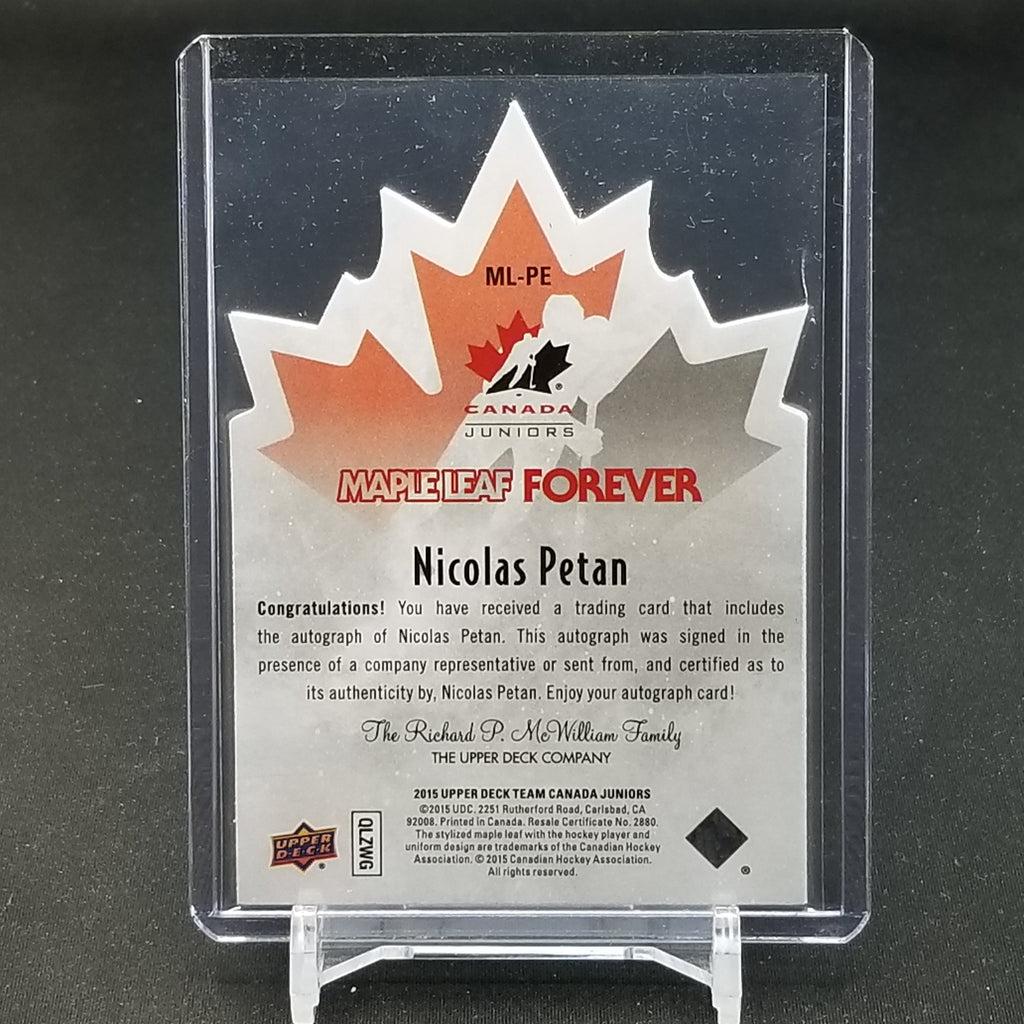 ML-PE
CANADA
JUNIORS
MAPLE LEAF FOREVER
Nicolas Petan
Congratulations! You have received a trading card that includes
the autograph of Nicolas Petan. This autograph was signed in the
presence of a company representative or sent from, and certified as to
its authenticity by, Nicolas Petan. Enjoy your autograph card!
The Richard P. McWilliam Family
THE UPPER DECK COMPANY
2015 UPPER DECK TEAM CANADA JUNIORS
©2015 UDC. 2251 Rutherford Road, Carlsbad, CA
92008. Printed in Canada. Resale Certificate No. 2880.
The stylized maple leaf with the hockey player and
uniform design are trademarks of the Canadian Hockey
Association. © 2015 Canadian Hockey Association.
All rights reserved.
UPPER
D·E·C·K ®
QLZWG
®